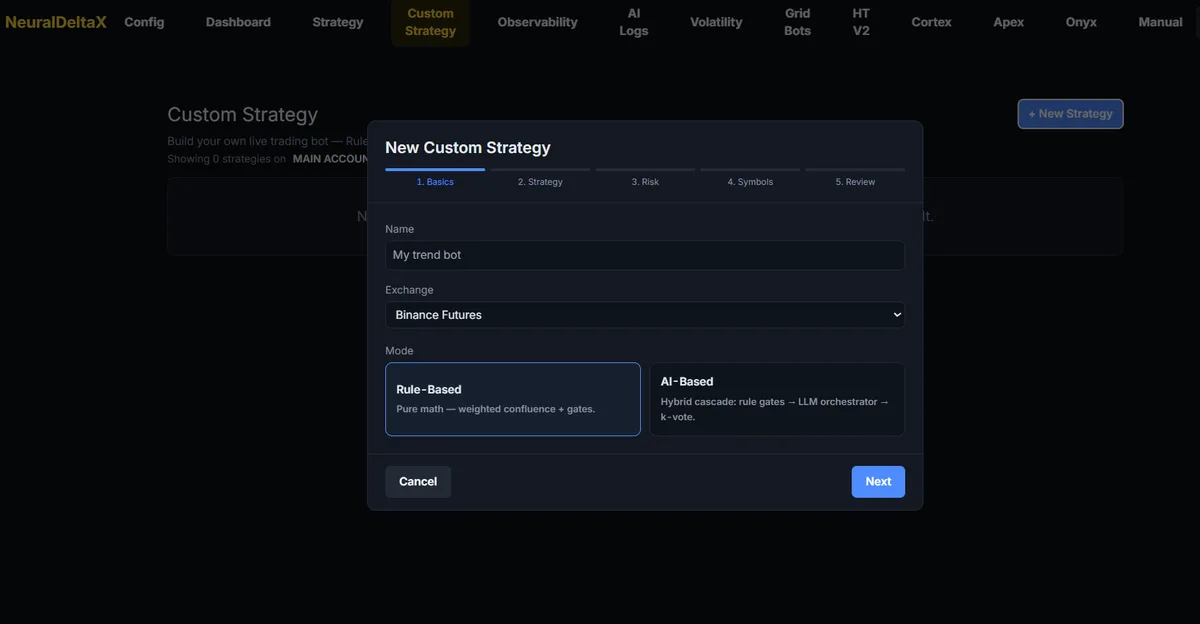 NeuralDeltaX Config Dashboard Strategy Custom Strategy Observability AI Logs Volatility Grid Bots HT V2 Cortex Apex Onyx Manual
Custom Strategy
+ New Strategy
Build your own live trading bot — Rule
Showing 0 strategies on MAIN ACCOUN
New Custom Strategy
1. Basics 2. Strategy 3. Risk 4. Symbols 5. Review
Name
My trend bot
Exchange
Binance Futures
Mode
Rule-Based
Pure math — weighted confluence + gates.
AI-Based
Hybrid cascade: rule gates → LLM orchestrator →
k-vote.
Cancel
Next